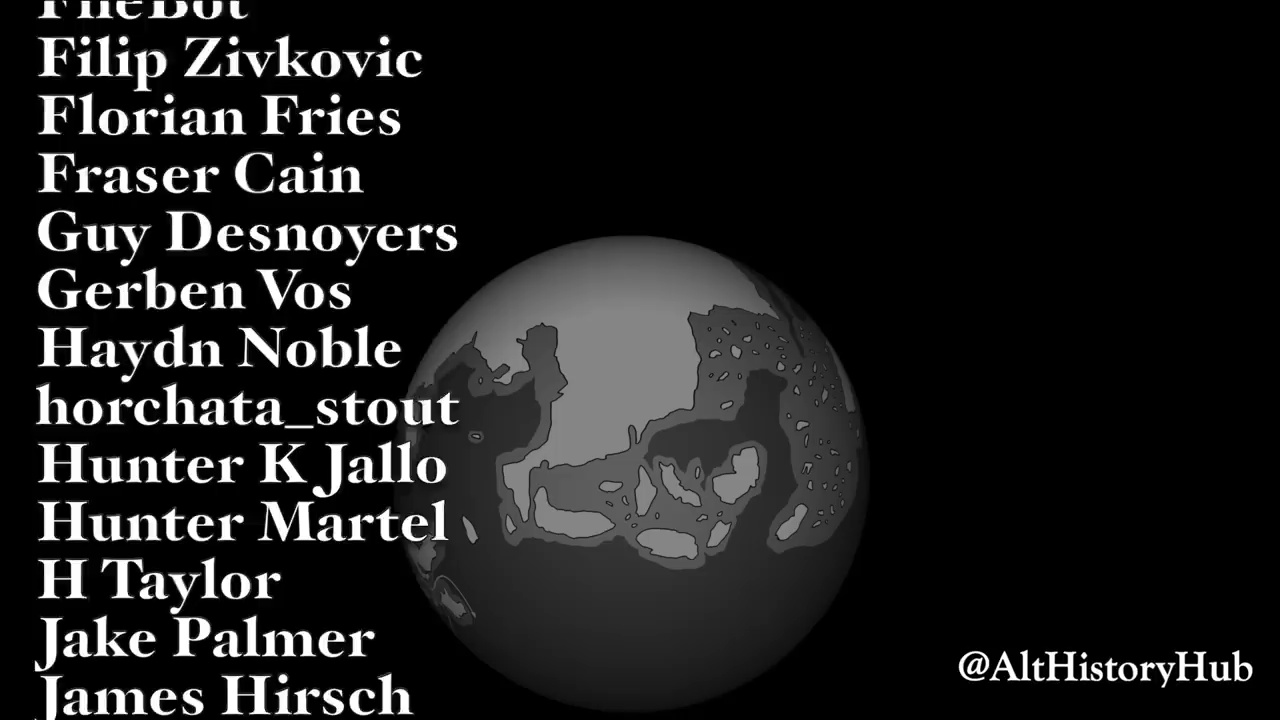 FileBot
Filip Zivkovic
Florian Fries
Fraser Cain
Guy Desnoyers
Gerben Vos
Haydn Noble
horchata_stout
Hunter K Jallo
Hunter Martel
H Taylor
Jake Palmer
James Hirsch
@AltHistoryHub